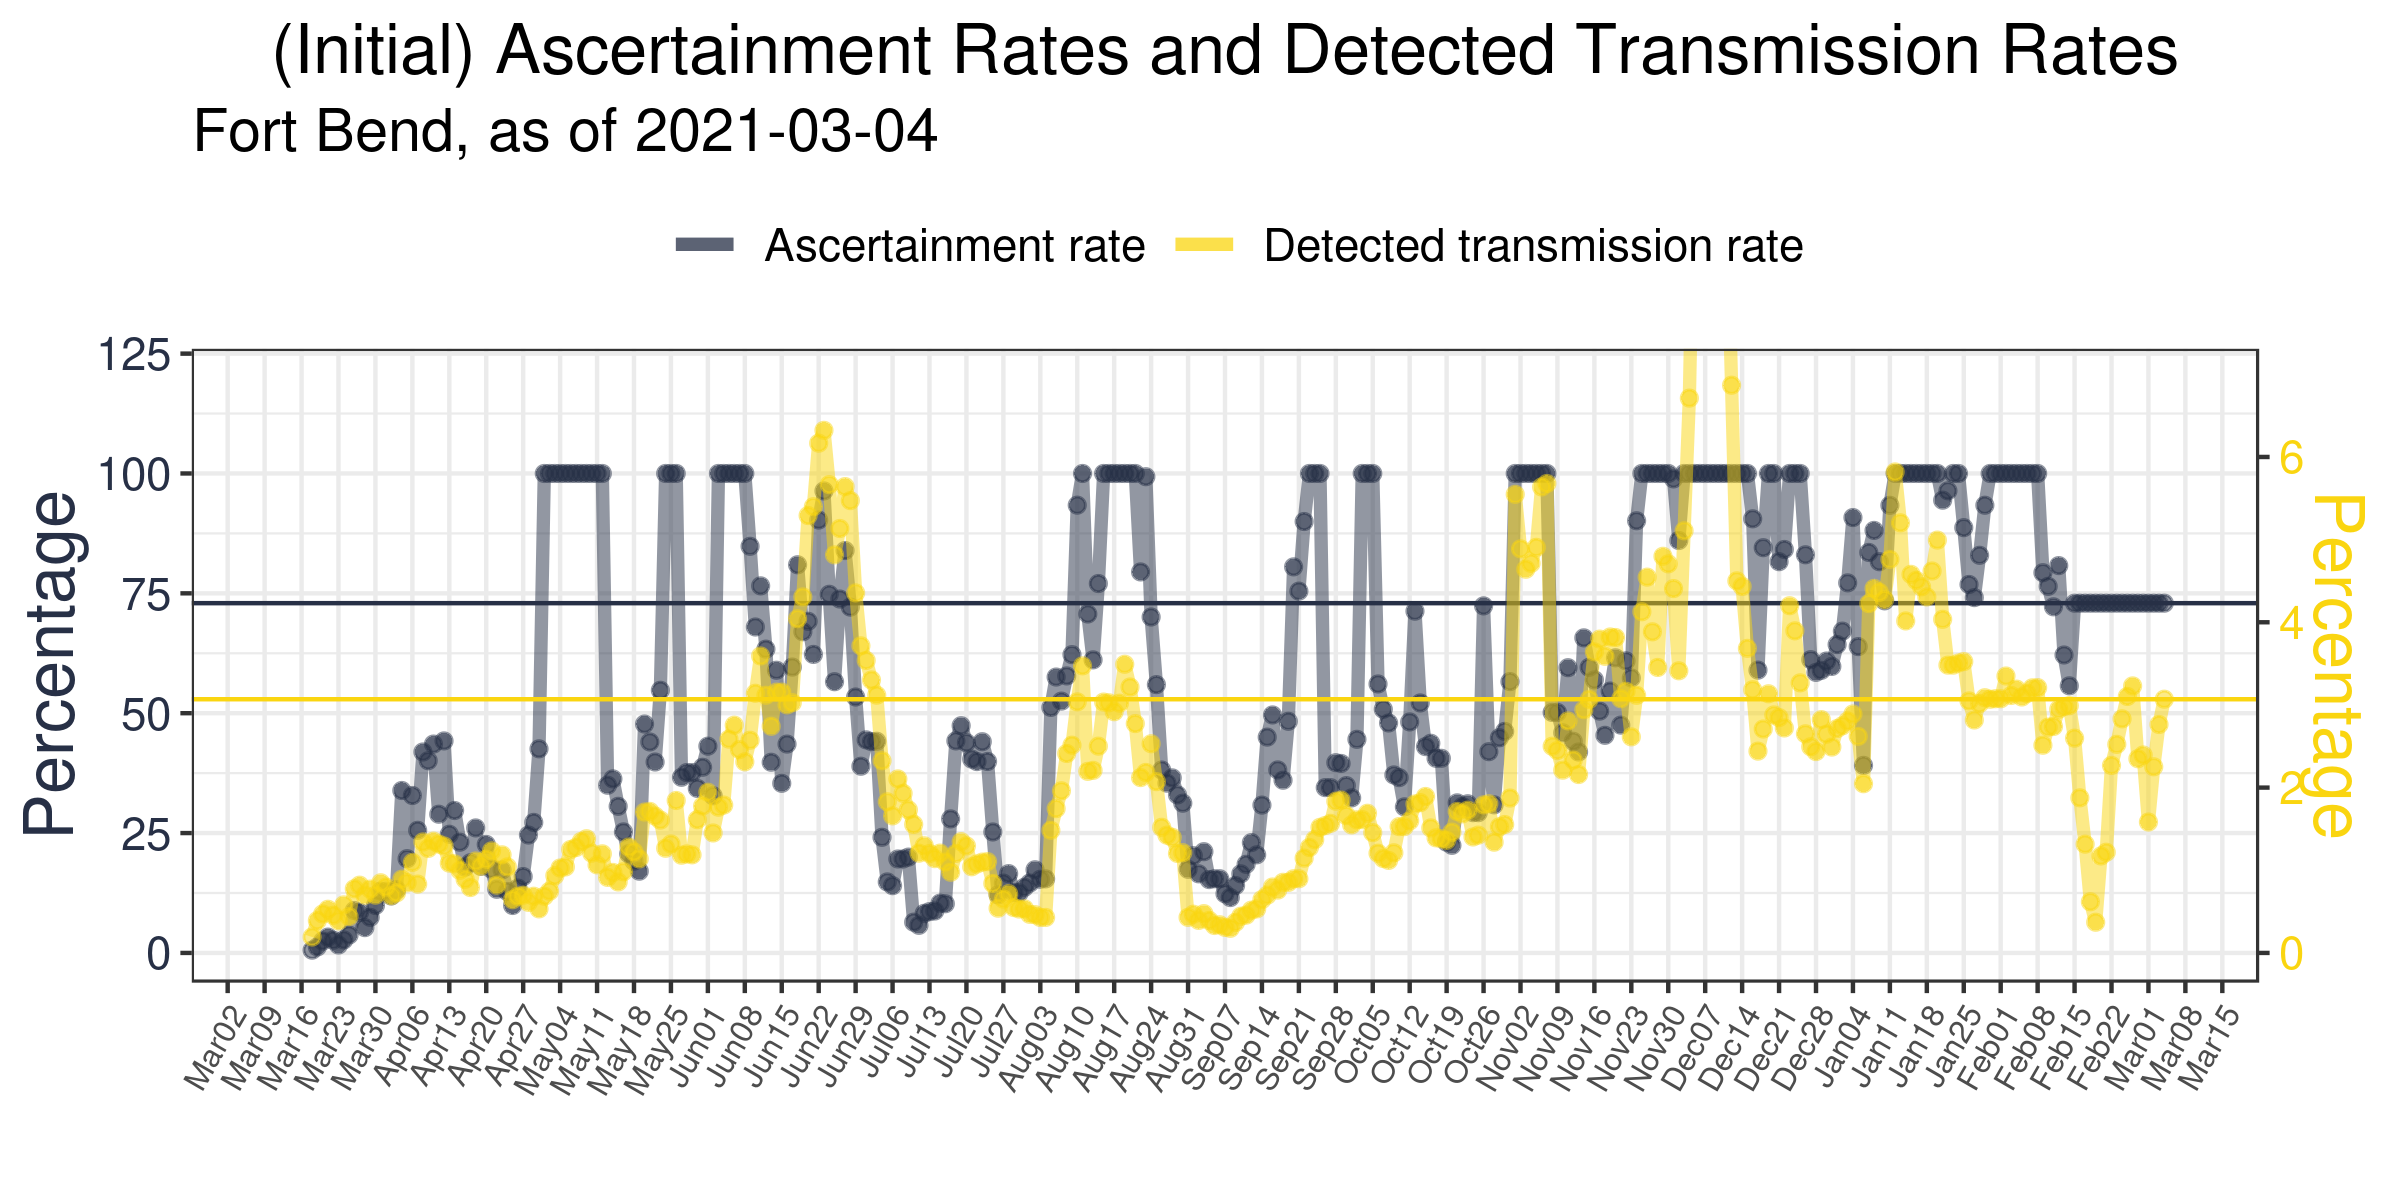 (Initial) Ascertainment Rates and Detected Transmission Rates
Fort Bend, as of 2021-03-04
Ascertainment rate
Detected transmission rate
Percentage
125
100
75
50
25
0
6
4
2
0
Percentage
Mar02
Mar09
Mar16
Mar23
Mar30
Apr06
Apr13
Apr20
Apr27
May04
May11
May18
May25
Jun01
Jun08
Jun15
Jun22
Jun29
Jul06
Jul13
Jul20
Jul27
Aug03
Aug10
Aug17
Aug24
Aug31
Sep07
Sep14
Sep21
Sep28
Oct05
Oct12
Oct19
Oct26
Nov02
Nov09
Nov16
Nov23
Nov30
Dec07
Dec14
Dec21
Dec28
Jan04
Jan11
Jan18
Jan25
Feb01
Feb08
Feb15
Feb22
Mar01
Mar08
Mar15